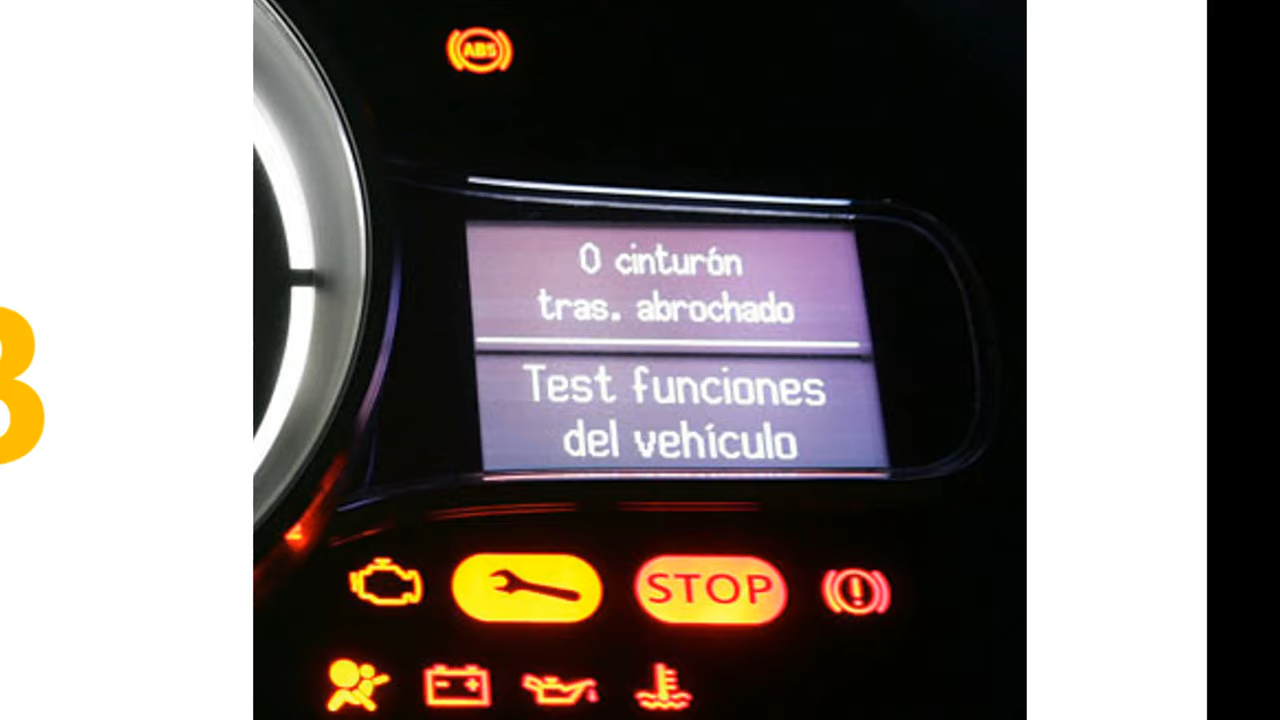 ABS
0 cinturón
tras. abrochado
Test funciones
del vehículo
STOP